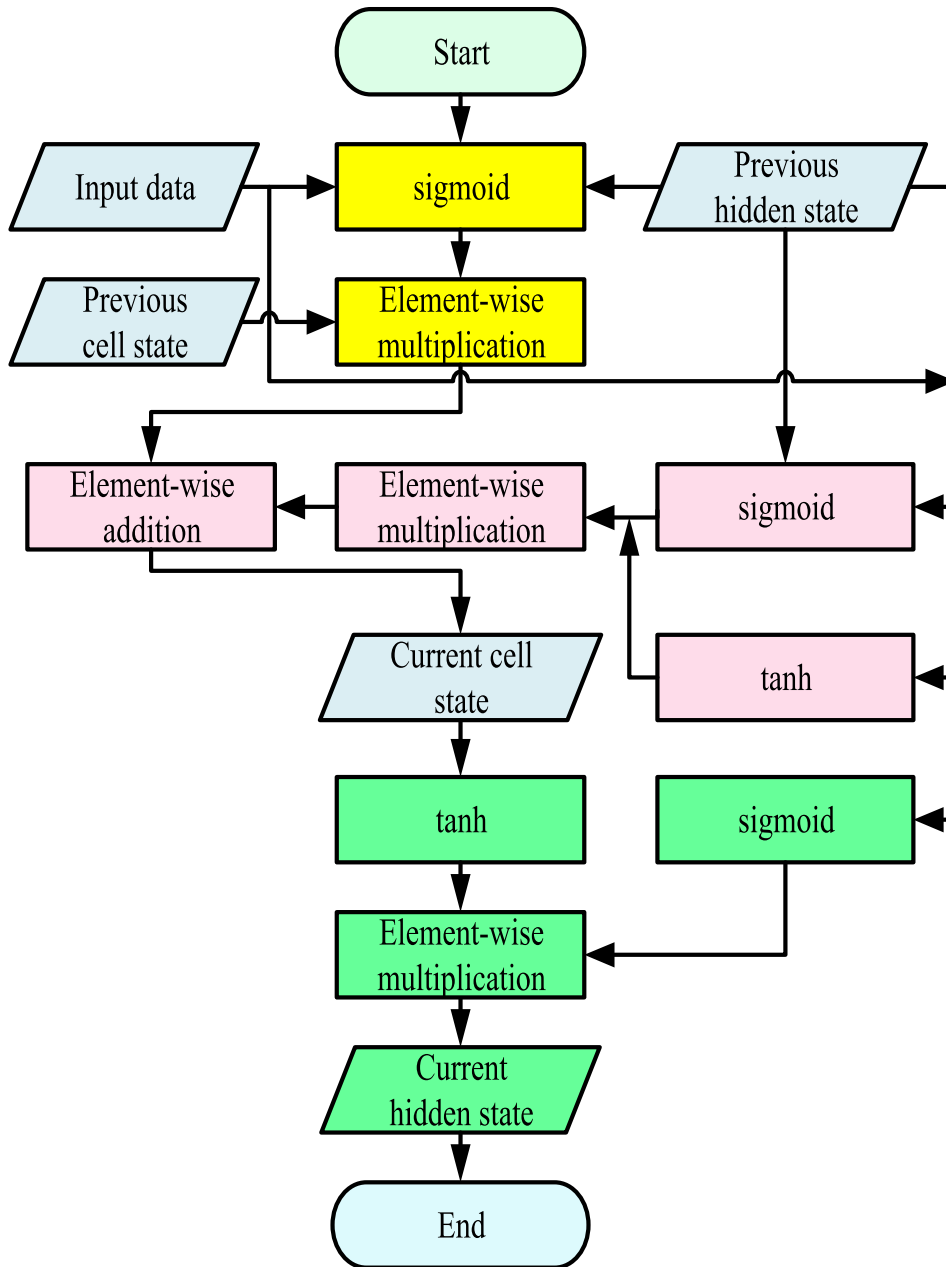 Start
Input data
sigmoid
Previous
hidden state
Previous
cell state
Element-wise
multiplication
Element-wise
addition
Element-wise
multiplication
sigmoid
Current cell
state
tanh
tanh
sigmoid
Element-wise
multiplication
Current
hidden state
End